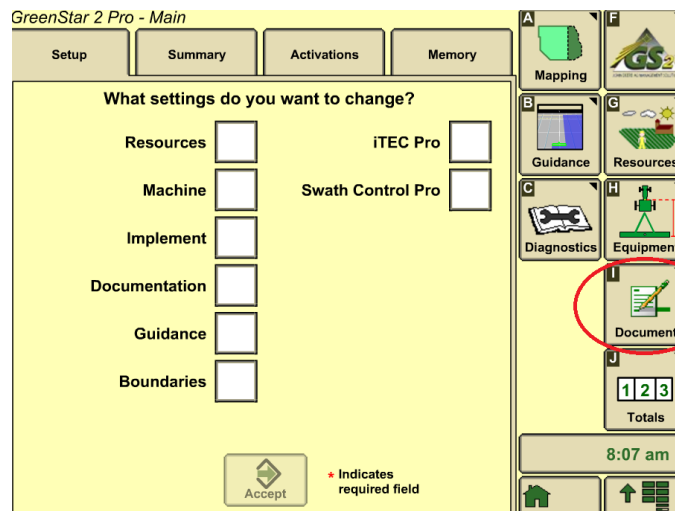 GreenStar 2 Pro - Main
Setup
Summary
Activations
Memory
What settings do you want to change?
Resources
iTEC Pro
Machine
Swath Control Pro
Implement
Documentation
Guidance
Boundaries
Accept
* Indicates
required field
A
Mapping
F
GS2
B
Guidance
G
Resources
C
Diagnostics
H
Equipmen
I
Document
J
1 2 3
Totals
8:07 am